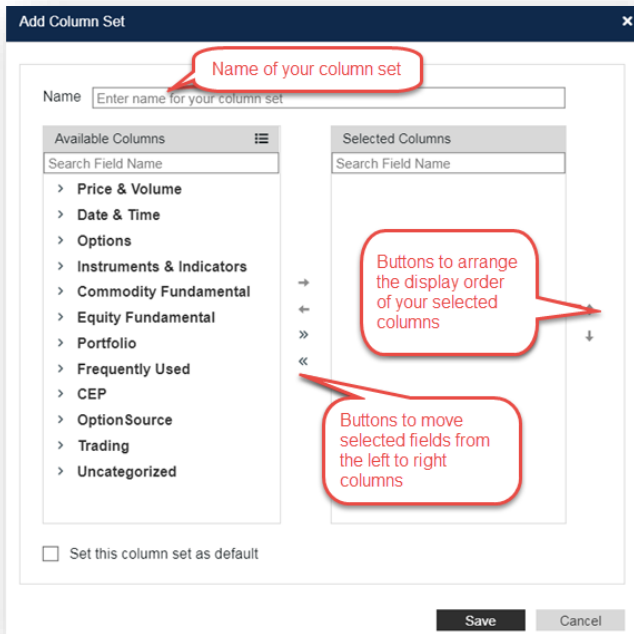 Add Column Set
Name of your column set
Name
Enter name for your column set
Available Columns
Selected Columns
Search Field Name
Search Field Name
Price & Volume
Date & Time
Options
Instruments & Indicators
Commodity Fundamental
Equity Fundamental
Portfolio
Frequently Used
CEP
OptionSource
Trading
Uncategorized
Buttons to arrange
the display order
of your selected
columns
Buttons to move
selected fields from
the left to right
columns
Set this column set as default
Save
Cancel